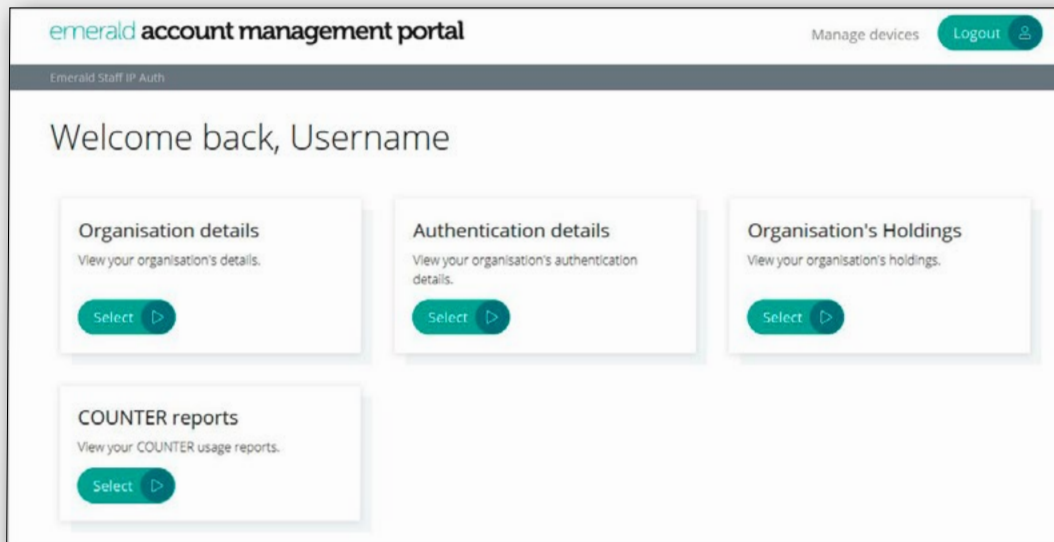 emerald account management portal
Manage devices
Logout
Emerald Staff IP Auth
Welcome back, Username
Organisation details
View your organisation's details.
Select
Authentication details
View your organisation's authentication
details.
Select
Organisation's Holdings
View your organisation's holdings.
Select
COUNTER reports
View your COUNTER usage reports.
Select